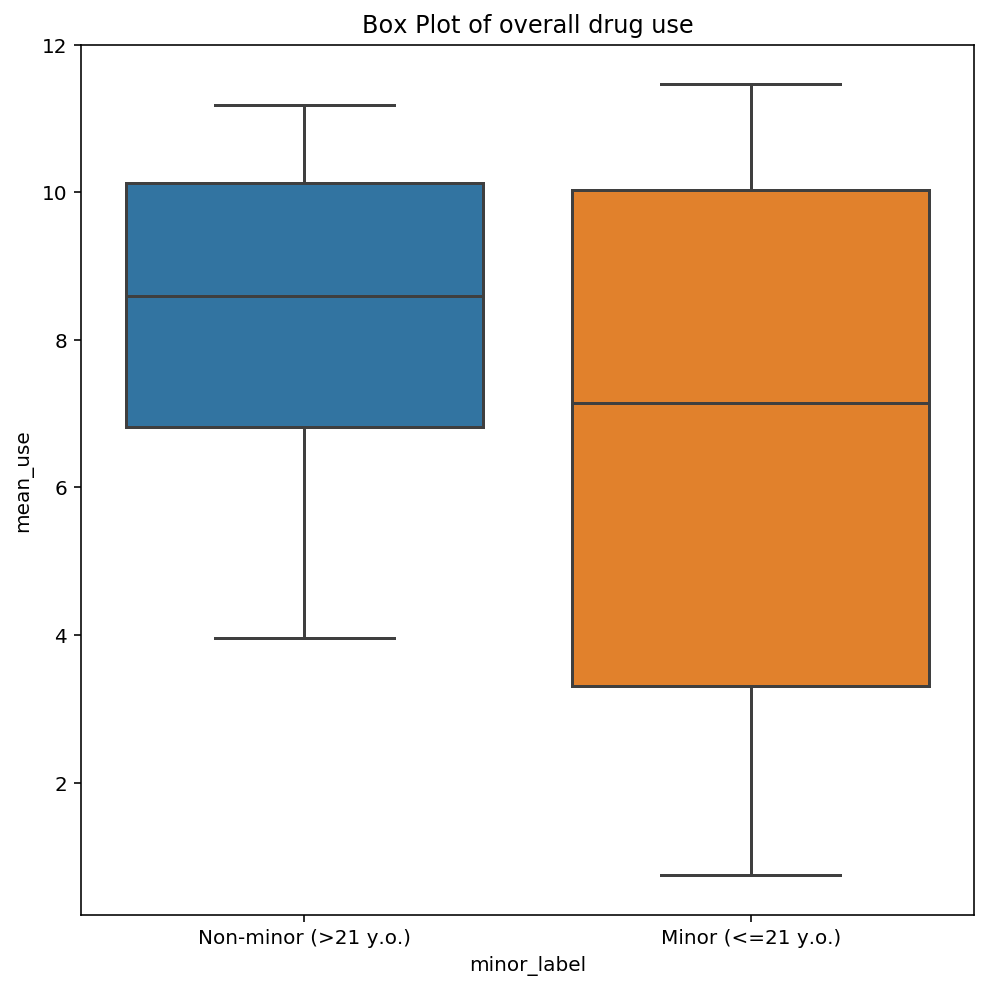 Box Plot of overall drug use
12
10
8
6
4
2
mean_use
Non-minor (>21 y.o.)
Minor (<=21 y.o.)
minor_label